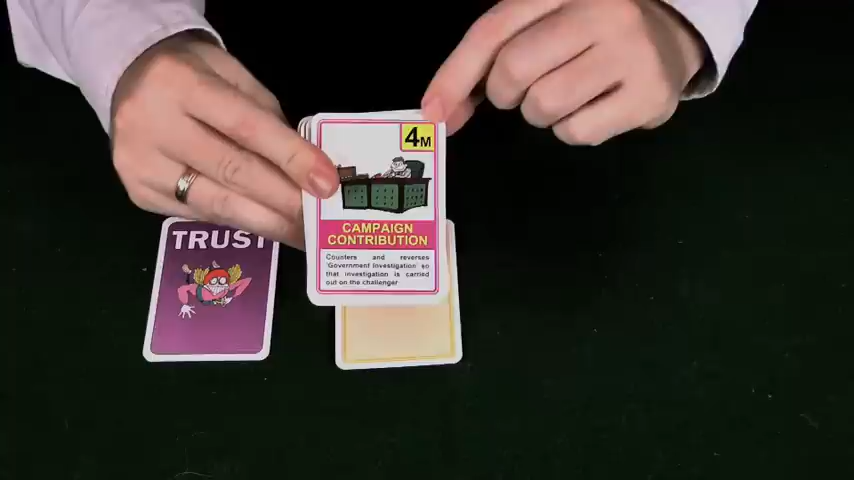 4M
CAMPAIGN
CONTRIBUTION
Counters and reverses
'Government Investigation' so
that investigation is carried
out on the challenger
TRUST